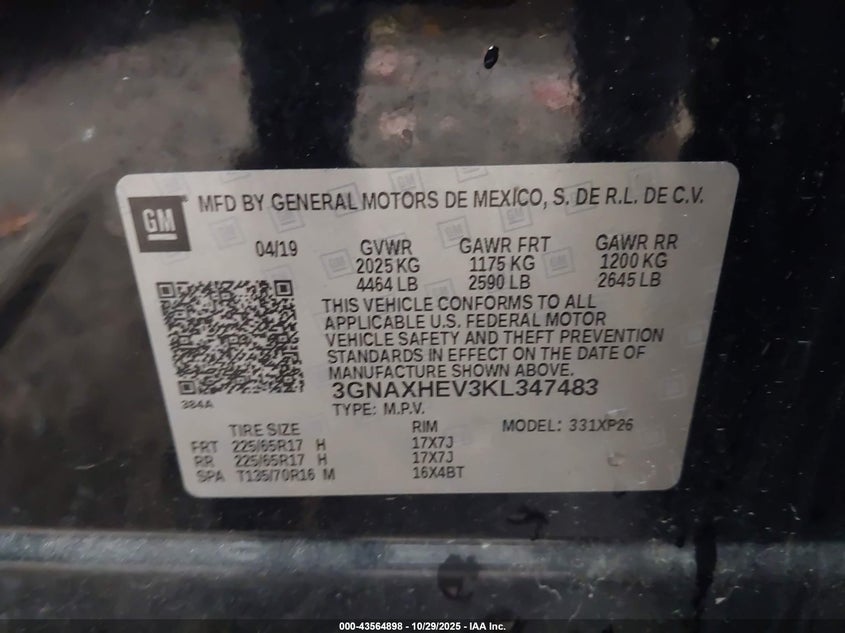 GM
MFD BY GENERAL MOTORS DE MEXICO, S. DE R.L. DE C.V.
04/19 GVWR GAWR FRT GAWR RR
2025 KG 1175 KG 1200 KG
4464 LB 2590 LB 2645 LB
THIS VEHICLE CONFORMS TO ALL
APPLICABLE U.S. FEDERAL MOTOR
VEHICLE SAFETY AND THEFT PREVENTION
STANDARDS IN EFFECT ON THE DATE OF
MANUFACTURE SHOWN ABOVE.
3GNAXHEV3KL347483
384A TYPE: M.P.V.
TIRE SIZE RIM MODEL: 331XP26
FRT 225/65R17 H 17X7J
RR 225/65R17 H 17X7J
SPA T135/70R16 M 16X4BT
000-43564898 - 10/29/2025 - IAA Inc.